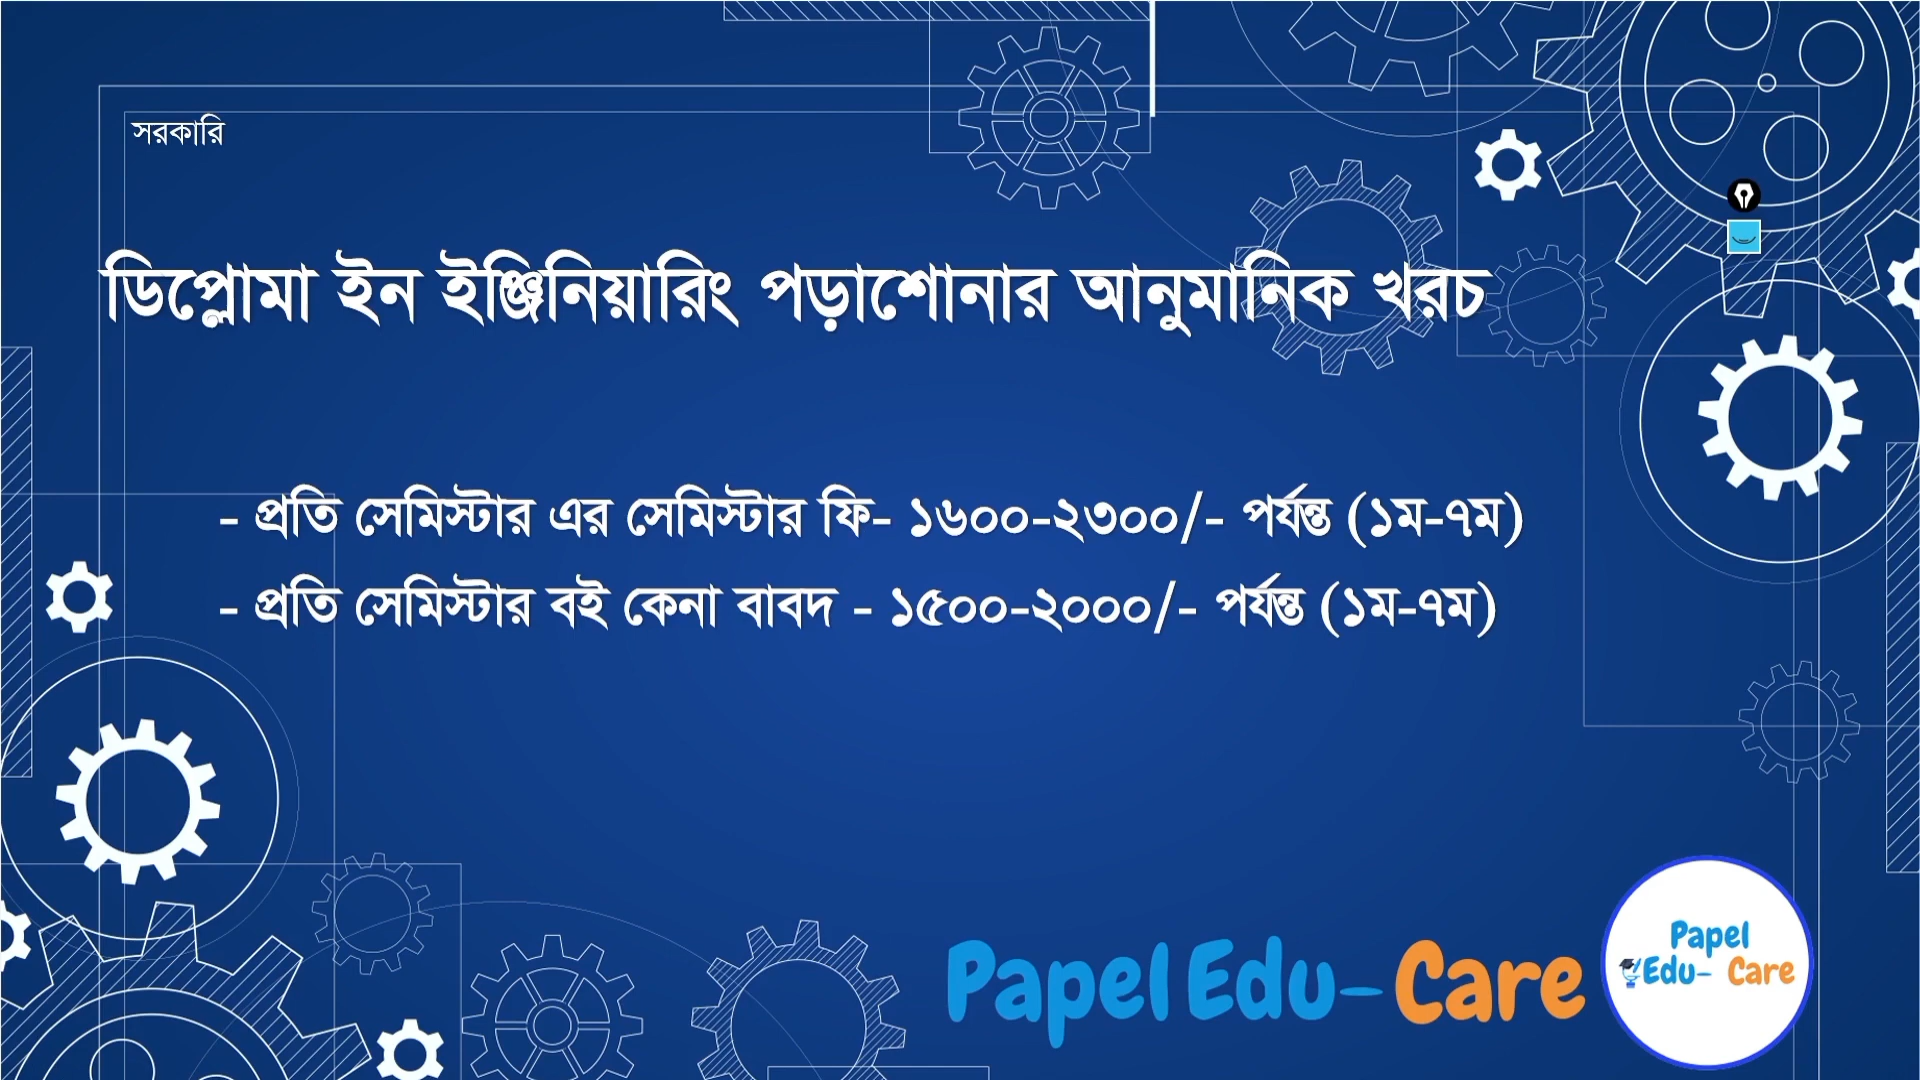 সরকারি
ডিপ্লোমা ইন ইঞ্জিনিয়ারিং পড়াশোনার আনুমানিক খরচ
- প্রতি সেমিস্টার এর সেমিস্টার ফি- ১৬০০-২৩০০/- পর্যন্ত (১ম-৭ম)
- প্রতি সেমিস্টার বই কেনা বাবদ - ১৫০০-২০০০/- পর্যন্ত (১ম-৭ম)
Papel Edu-Care
Papel
Edu- Care